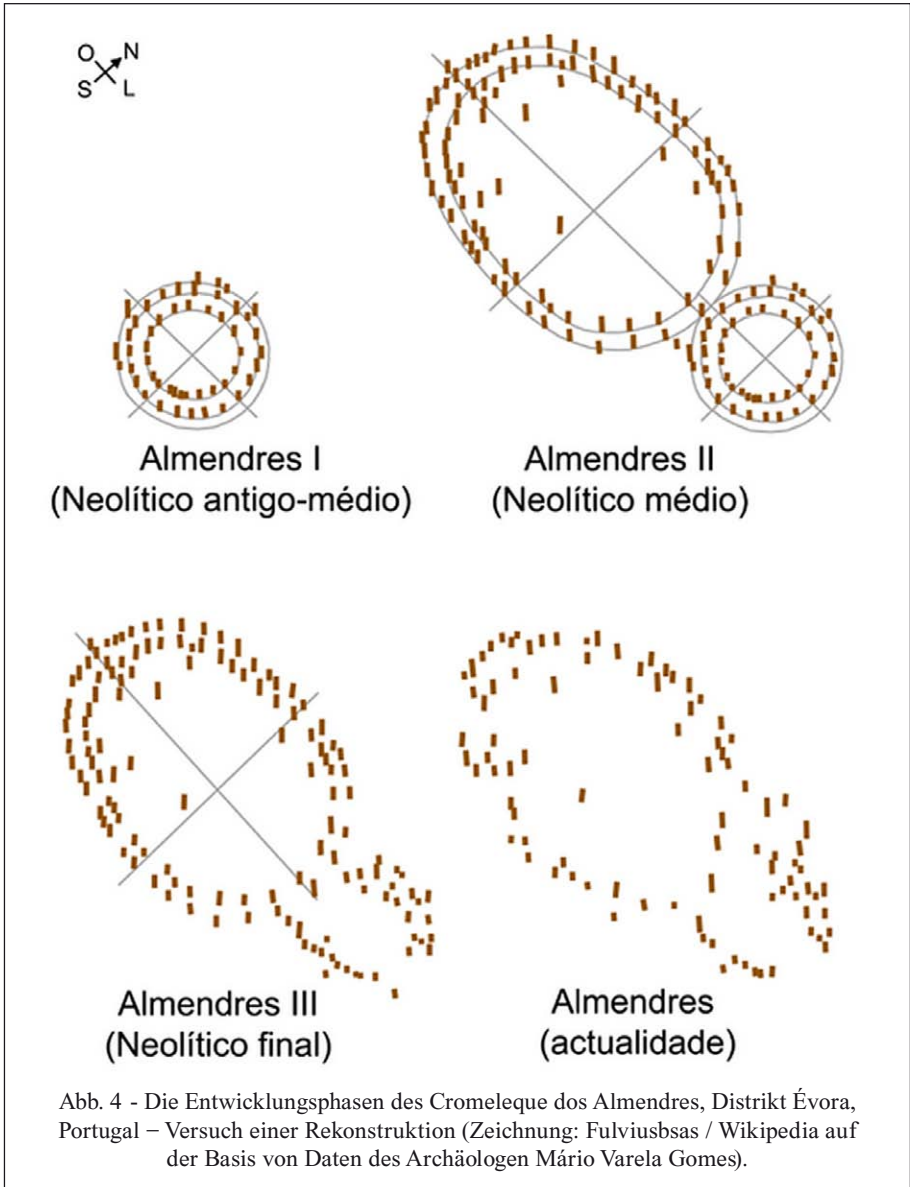 O N
S L
Almendres I
(Neolítico antigo-médio)
Almendres II
(Neolítico médio)
Almendres III
(Neolítico final)
Almendres
(actualidade)
Abb. 4 - Die Entwicklungsphasen des Cromeleque dos Almendres, Distrikt Évora,
Portugal – Versuch einer Rekonstruktion (Zeichnung: Fulviusbsas / Wikipedia auf
der Basis von Daten des Archäologen Mário Varela Gomes).